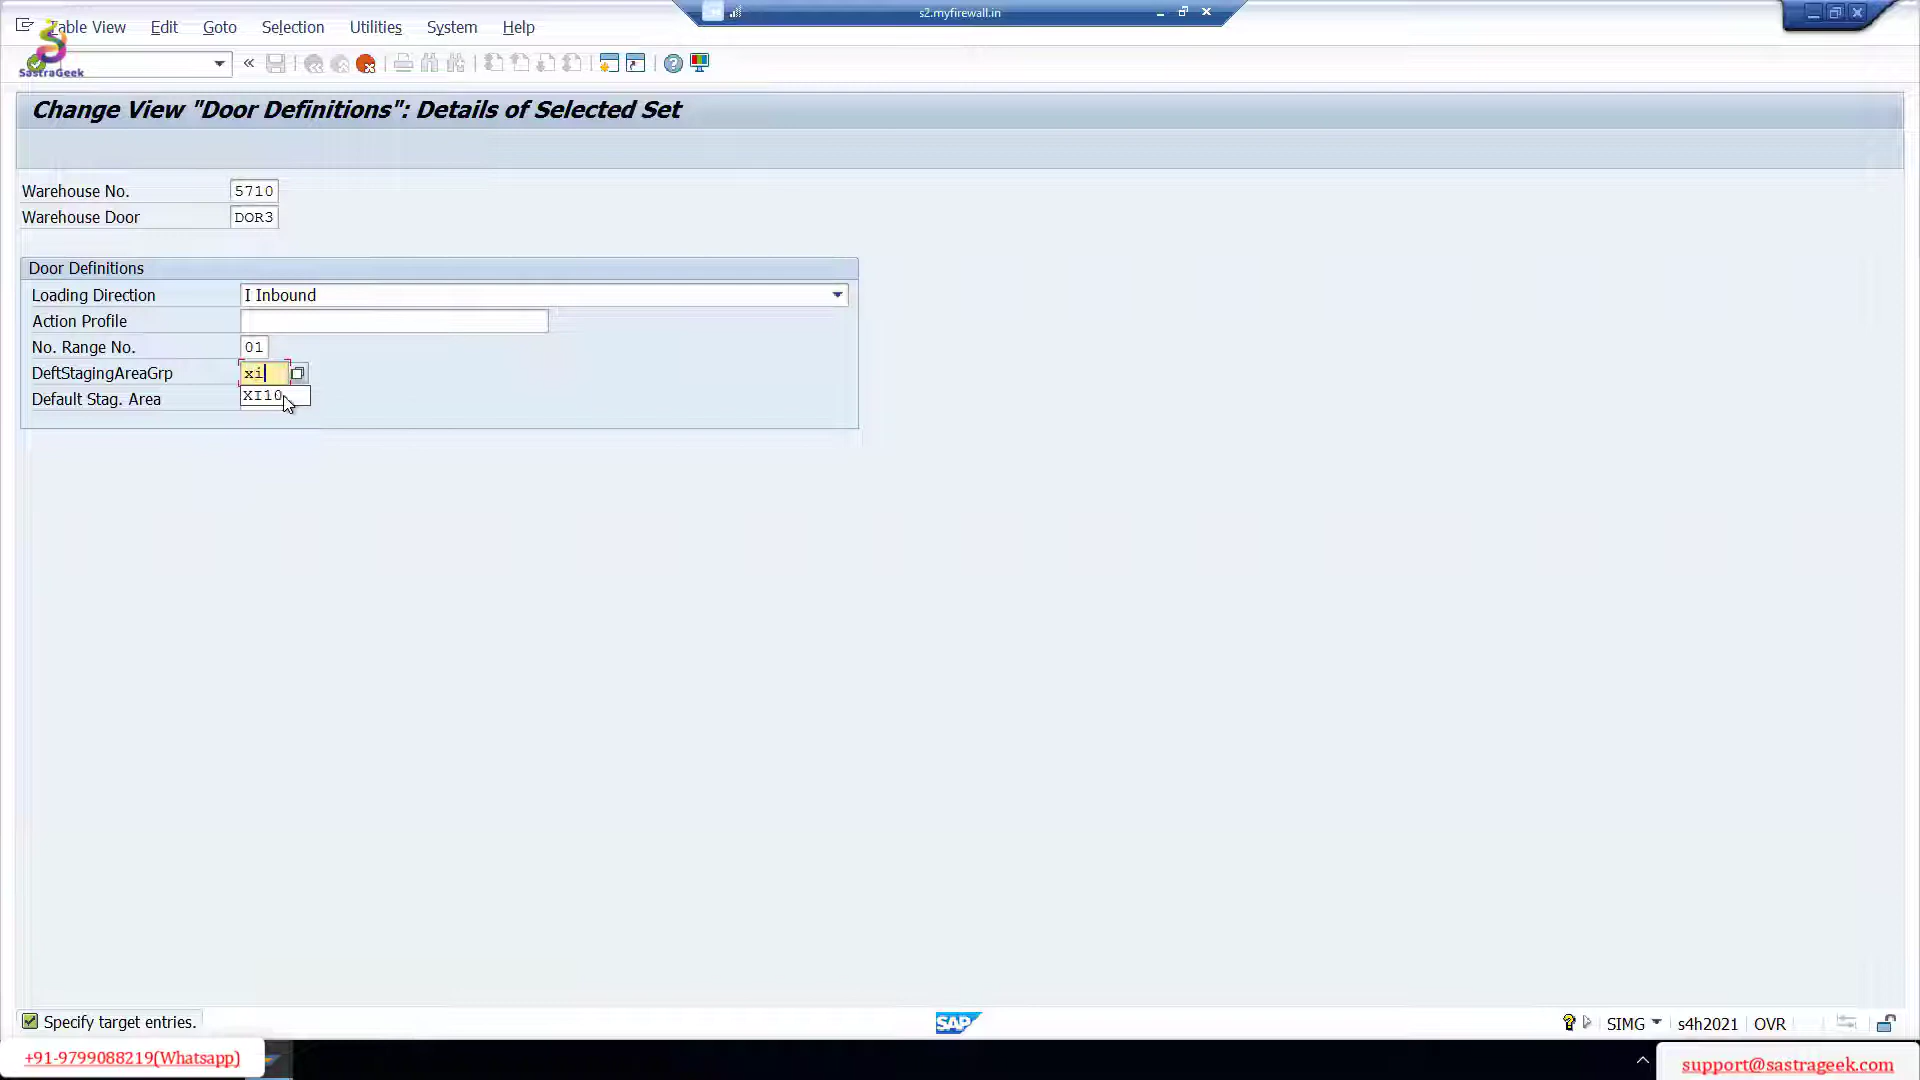 s2.myfirewall.in
Table View Edit Goto Selection Utilities System Help
SastraGeek
Change View "Door Definitions": Details of Selected Set
Warehouse No. 5710
Warehouse Door DOR3
Door Definitions
Loading Direction I Inbound
Action Profile
No. Range No. 01
DeftStagingAreaGrp xi
XI10
Default Stag. Area
Specify target entries.
SAP
SIMG s4h2021 OVR
+91-9799088219(Whatsapp)
support@sastrageek.com